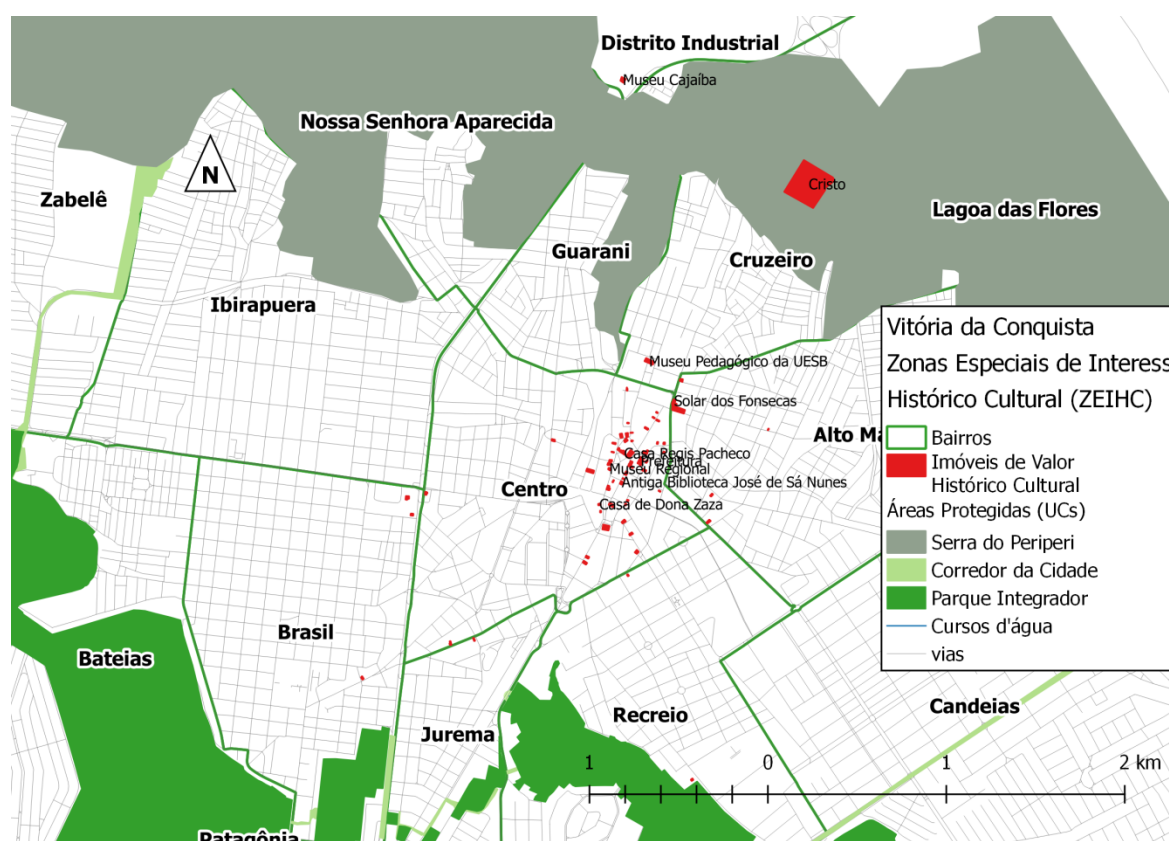 Distrito Industrial
Museu Cajaíba
Nossa Senhora Aparecida
N
Zabelê
Cristo
Lagoa das Flores
Guarani
Cruzeiro
Ibirapuera
Vitória da Conquista
Zonas Especiais de Interess
Histórico Cultural (ZEIHC)
Bairros
Imóveis de Valor
Histórico Cultural
Áreas Protegidas (UCs)
Serra do Periperi
Corredor da Cidade
Parque Integrador
Cursos d'água
vias
Museu Pedagógico da UESB
Solar dos Fonsecas
Alto Ma
Casa Regis Pacheco
Prefeitura
Museu Regional
Antiga Biblioteca José de Sá Nunes
Centro
Casa de Dona Zaza
Brasil
Bateias
Candeias
Recreio
Jurema
1 0 1 2 km
Patagônia